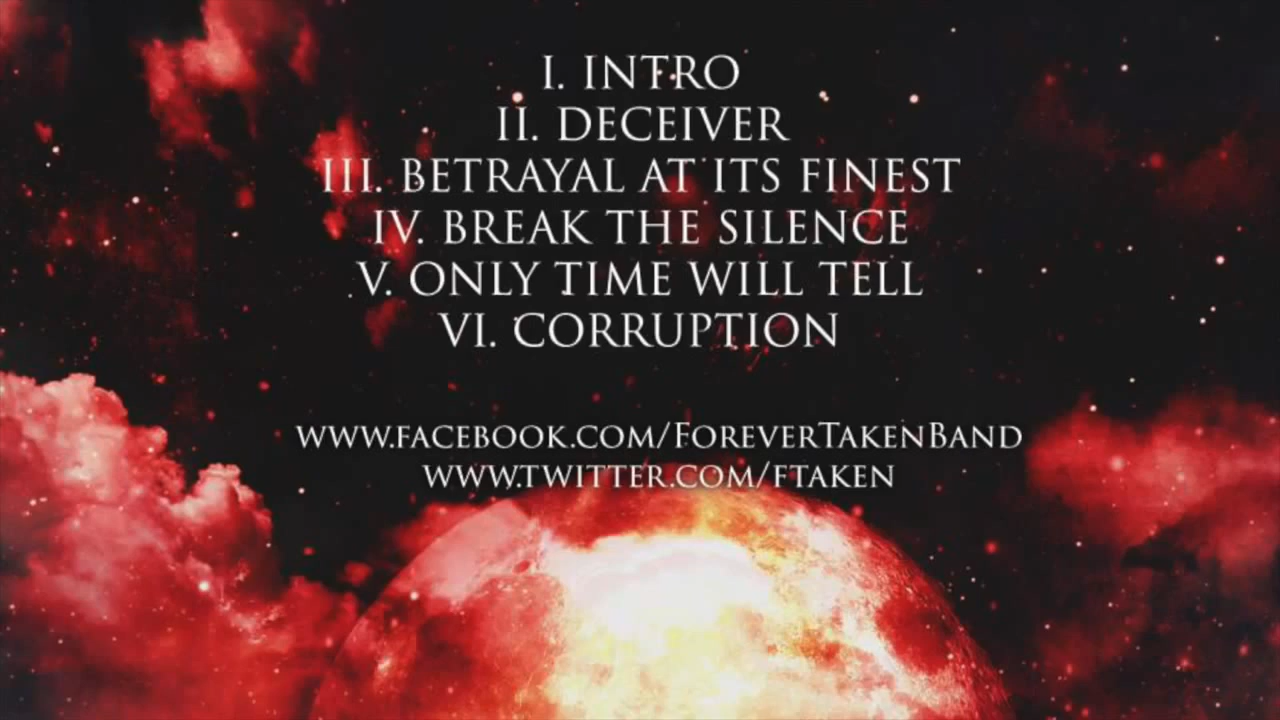 I. INTRO
II. DECEIVER
III. BETRAYAL AT ITS FINEST
IV. BREAK THE SILENCE
V. ONLY TIME WILL TELL
VI. CORRUPTION
WWW.FACEBOOK.COM/FOREVERTAKENBAND
WWW.TWITTER.COM/FTAKEN